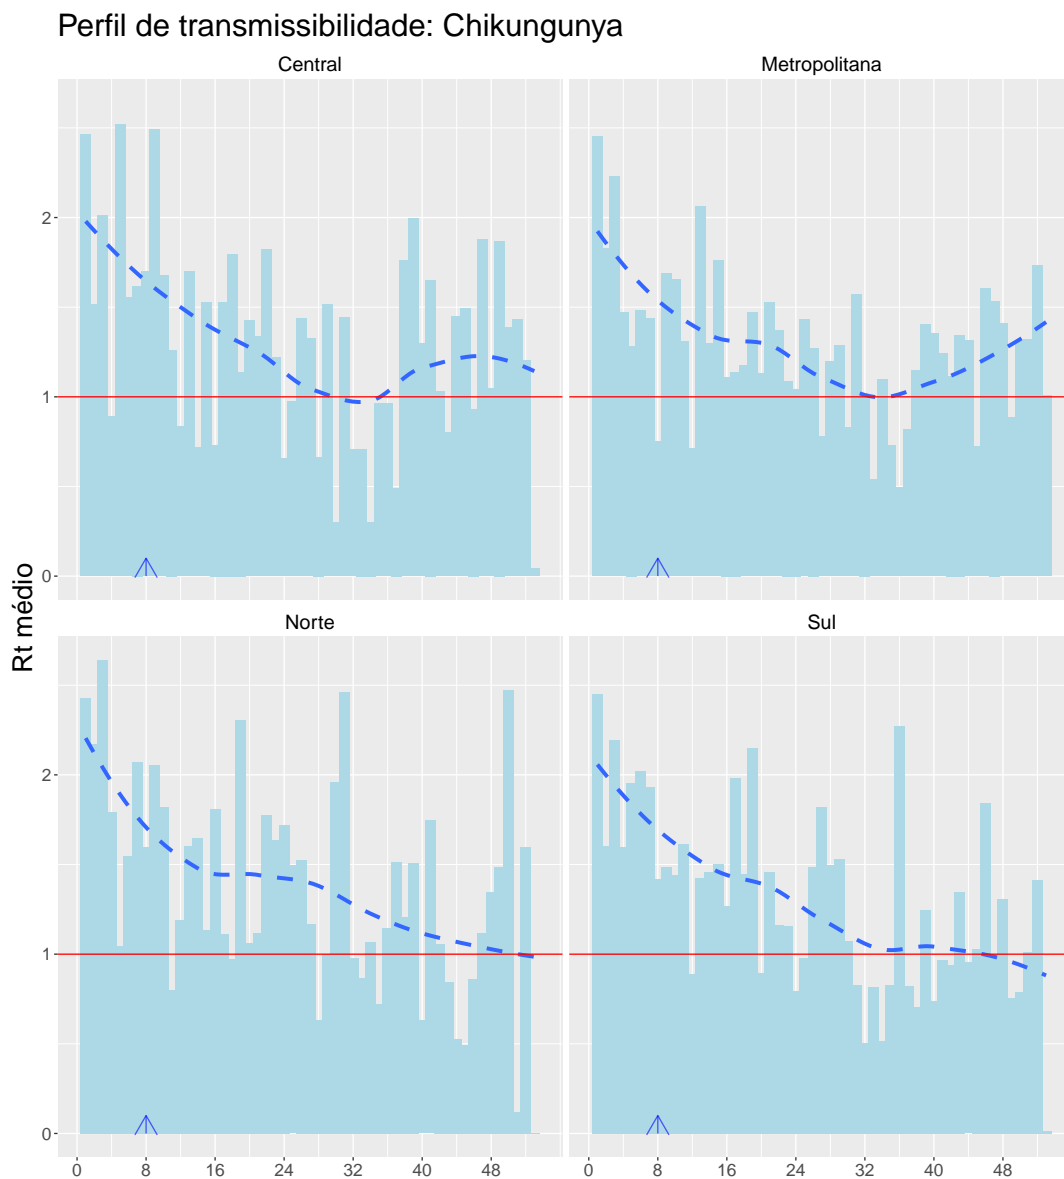 Perfil de transmissibilidade: Chikungunya
Central
Metropolitana
2
1
0
Rt médio
Norte
Sul
2
1
0
0 8 16 24 32 40 48
0 8 16 24 32 40 48